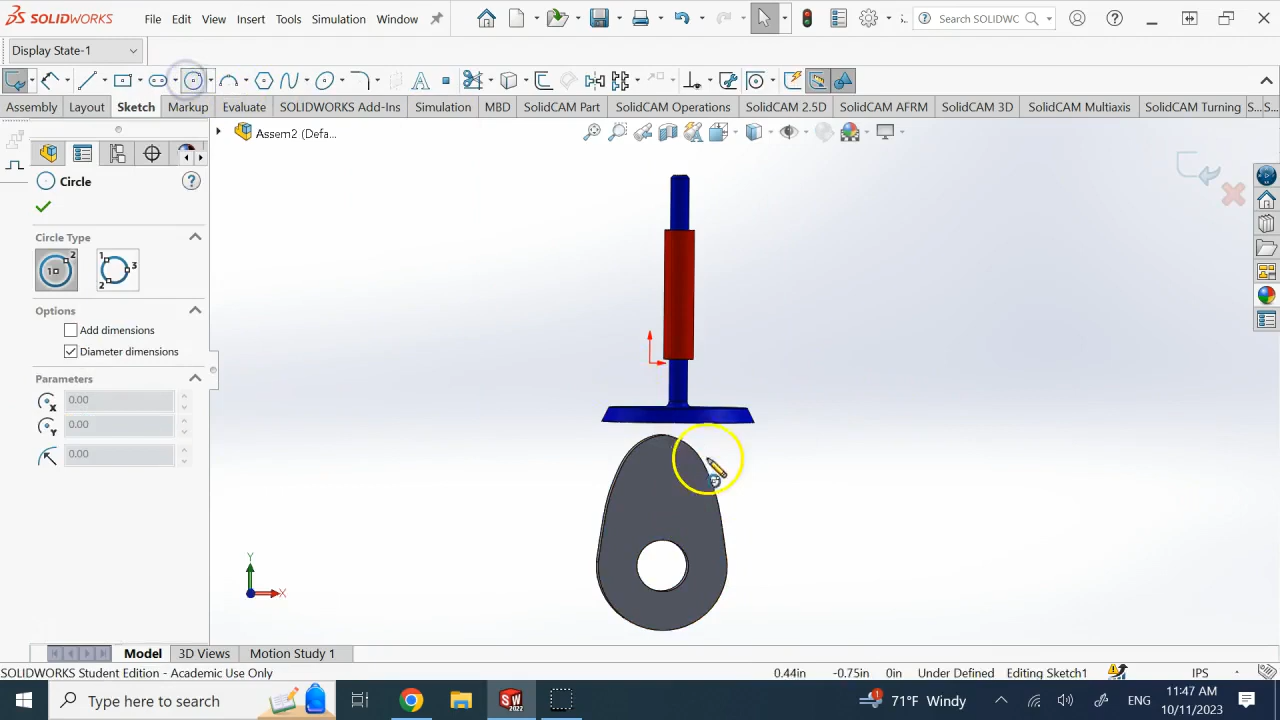 SOLIDWORKS File Edit View Insert Tools Simulation Window Search SOLIDWC
Display State-1
Assembly Layout Sketch Markup Evaluate SOLIDWORKS Add-Ins Simulation MBD SolidCAM Part SolidCAM Operations SolidCAM 2.5D SolidCAM AFRM SolidCAM 3D SolidCAM Multiaxis SolidCAM Turning S... S...
Assem2 (Defa...
Circle
Circle Type
Options
Add dimensions
Diameter dimensions
Parameters
0.00
0.00
0.00
Y
X
Model 3D Views Motion Study 1
SOLIDWORKS Student Edition - Academic Use Only 0.44in -0.75in 0in Under Defined Editing Sketch1 IPS
Type here to search 71°F Windy ENG 11:47 AM
10/11/2023